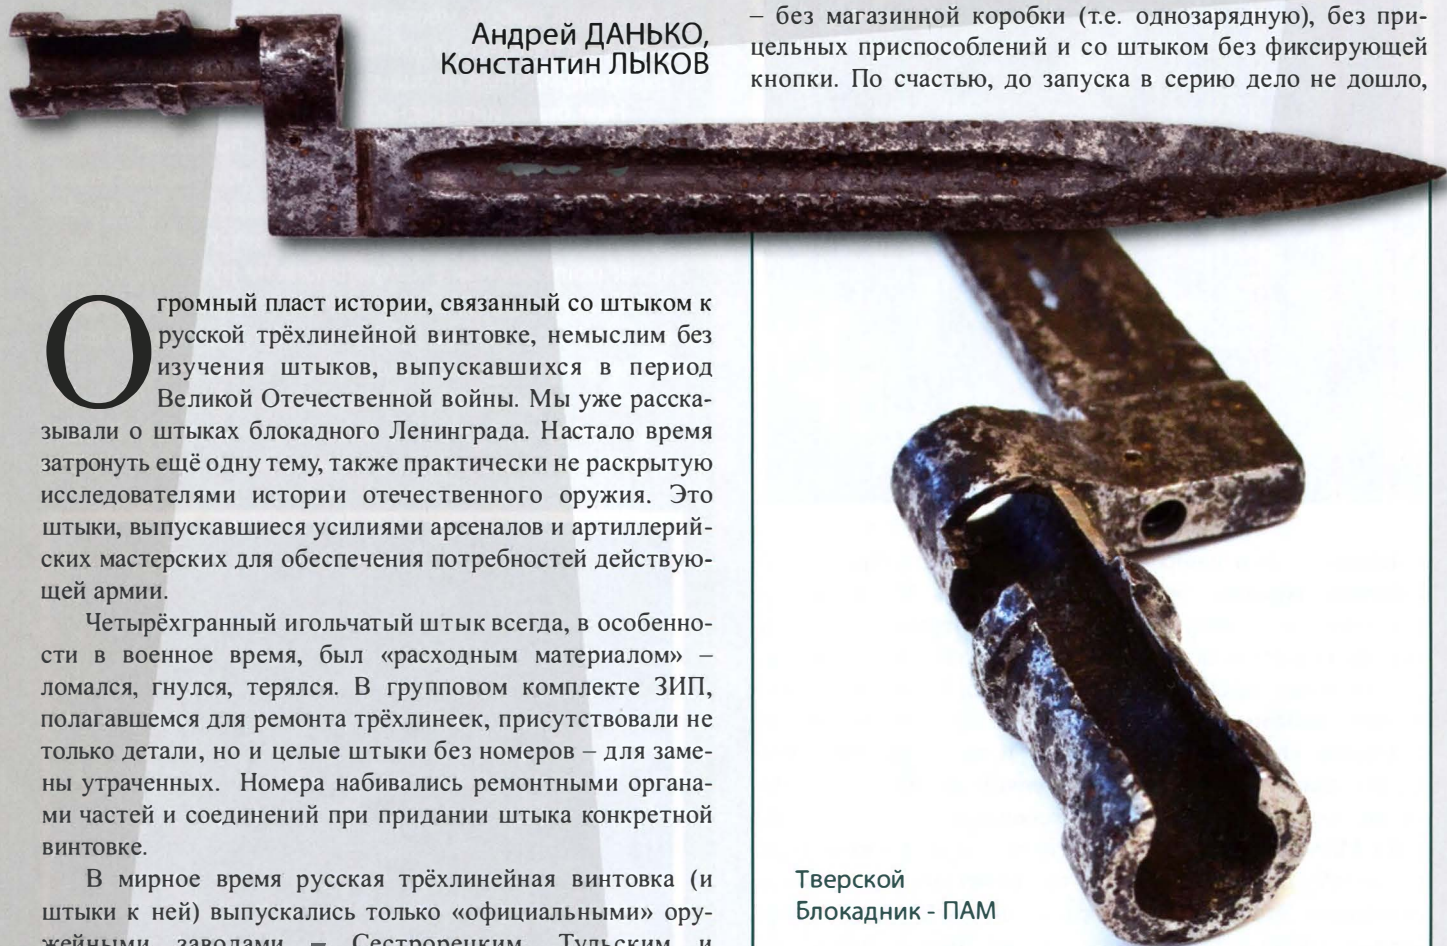 Андрей ДАНЬКО,
Константин ЛЫКОВ
Огромный пласт истории, связанный со штыком к
русской трёхлинейной винтовке, немыслим без
изучения штыков, выпускавшихся в период
Великой Отечественной войны. Мы уже расска-
зывали о штыках блокадного Ленинграда. Настало время
затронуть ещё одну тему, также практически не раскрытую
исследователями истории отечественного оружия. Это
штыки, выпускавшиеся усилиями арсеналов и артиллерий-
ских мастерских для обеспечения потребностей действую-
щей армии.
Четырёхгранный игольчатый штык всегда, в особенно-
сти в военное время, был «расходным материалом» –
ломался, гнулся, терялся. В групповом комплекте ЗИП,
полагавшемся для ремонта трёхлинеек, присутствовали не
только детали, но и целые штыки без номеров – для заме-
ны утраченных. Номера набивались ремонтными органа-
ми частей и соединений при придании штыка конкретной
винтовке.
В мирное время русская трёхлинейная винтовка (и
штыки к ней) выпускались только «официальными» ору-
жейными заводами – Сестрорецким, Тульским и
– без магазинной коробки (т.е. однозарядную), без при-
цельных приспособлений и со штыком без фиксирующей
кнопки. По счастью, до запуска в серию дело не дошло,
Тверской
Блокадник - ПАМ